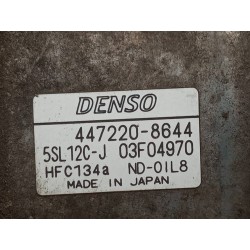 DENSO
447220-8644
5SL12C-J 03F04970
HFC134a ND-OIL8
MADE IN JAPAN